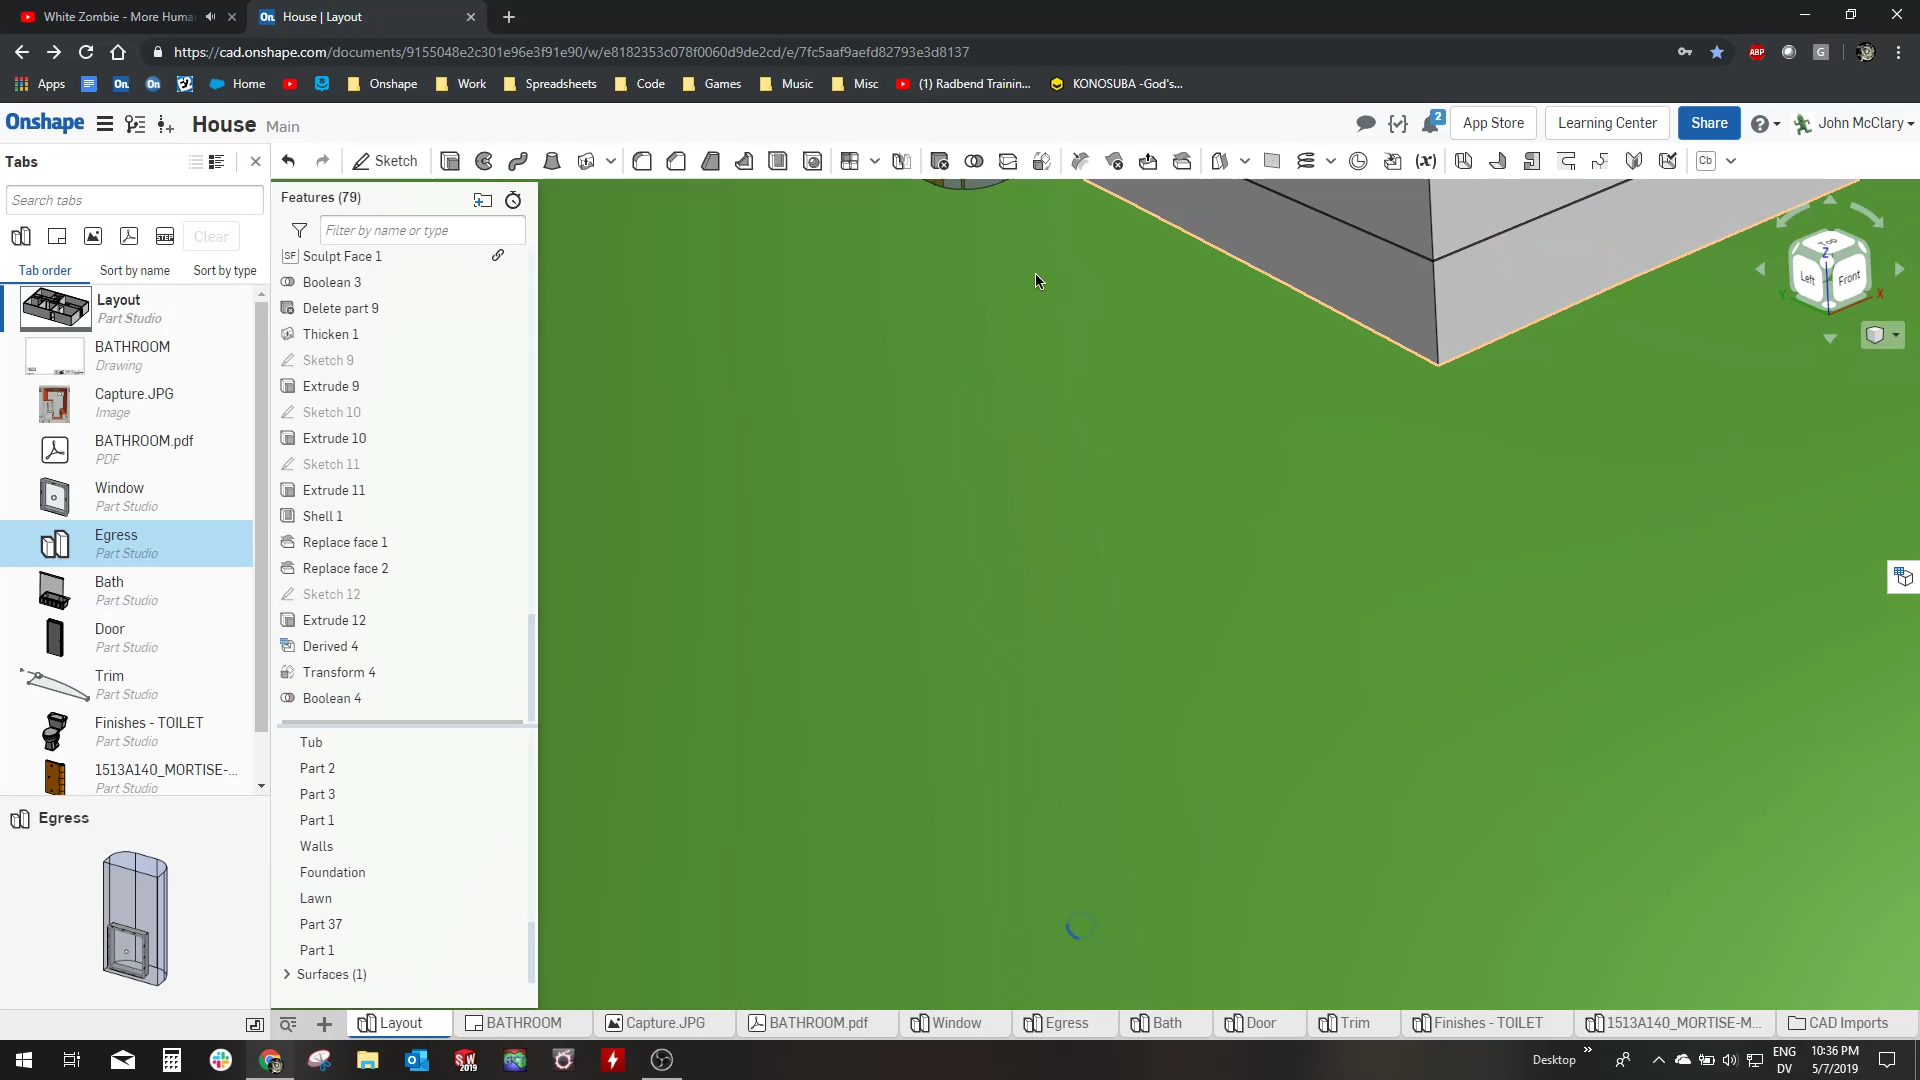 White Zombie - More Huma
House | Layout
https://cad.onshape.com/documents/9155048e2c301e96e3f91e90/w/e8182353c078f0060d9de2cd/e/7fc5aaf9aefd82793e3d8137
ABP
G
Apps
On
On
Home
Onshape
Work
Spreadsheets
Code
Games
Music
Misc
(1) Radbend Trainin...
KONOSUBA -God's...
Onshape
House Main
2
App Store
Learning Center
Share
John McClary
Tabs
Sketch
(x)
Cb
Search tabs
STEP
Clear
Tab order
Sort by name
Sort by type
Layout
Part Studio
BATHROOM
Drawing
Capture.JPG
Image
BATHROOM.pdf
PDF
Window
Part Studio
Egress
Part Studio
Bath
Part Studio
Door
Part Studio
Trim
Part Studio
Finishes - TOILET
Part Studio
1513A140_MORTISE-...
Part Studio
Egress
Features (79)
Filter by name or type
SF Sculpt Face 1
Boolean 3
Delete part 9
Thicken 1
Sketch 9
Extrude 9
Sketch 10
Extrude 10
Sketch 11
Extrude 11
Shell 1
Replace face 1
Replace face 2
Sketch 12
Extrude 12
Derived 4
Transform 4
Boolean 4
Tub
Part 2
Part 3
Part 1
Walls
Foundation
Lawn
Part 37
Part 1
Surfaces (1)
Top
Z
Left
Front
Y
X
Layout
BATHROOM
Capture.JPG
BATHROOM.pdf
Window
Egress
Bath
Door
Trim
Finishes - TOILET
1513A140_MORTISE-M...
CAD Imports
SW
2019
Desktop
ENG
DV
10:36 PM
5/7/2019